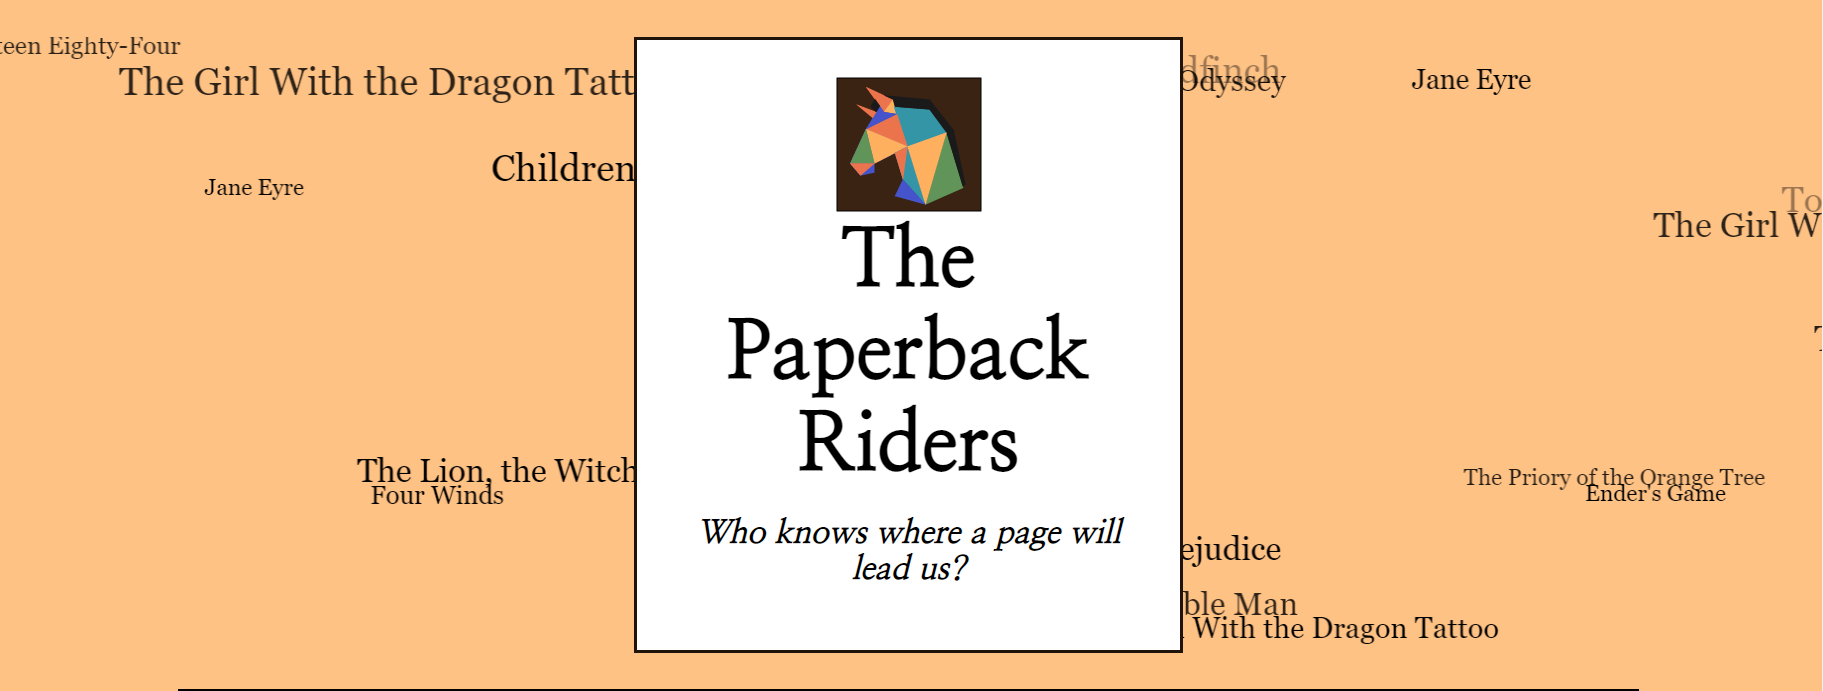 teen Eighty-Four
The Girl With the Dragon Tatt
dfinch
Odyssey
Jane Eyre
Children
Jane Eyre
To
The Girl W
The
Paperback
Riders
The Lion, the Witch
Four Winds
The Priory of the Orange Tree
Ender's Game
Who knows where a page will
lead us?
ejudice
ble Man
With the Dragon Tattoo